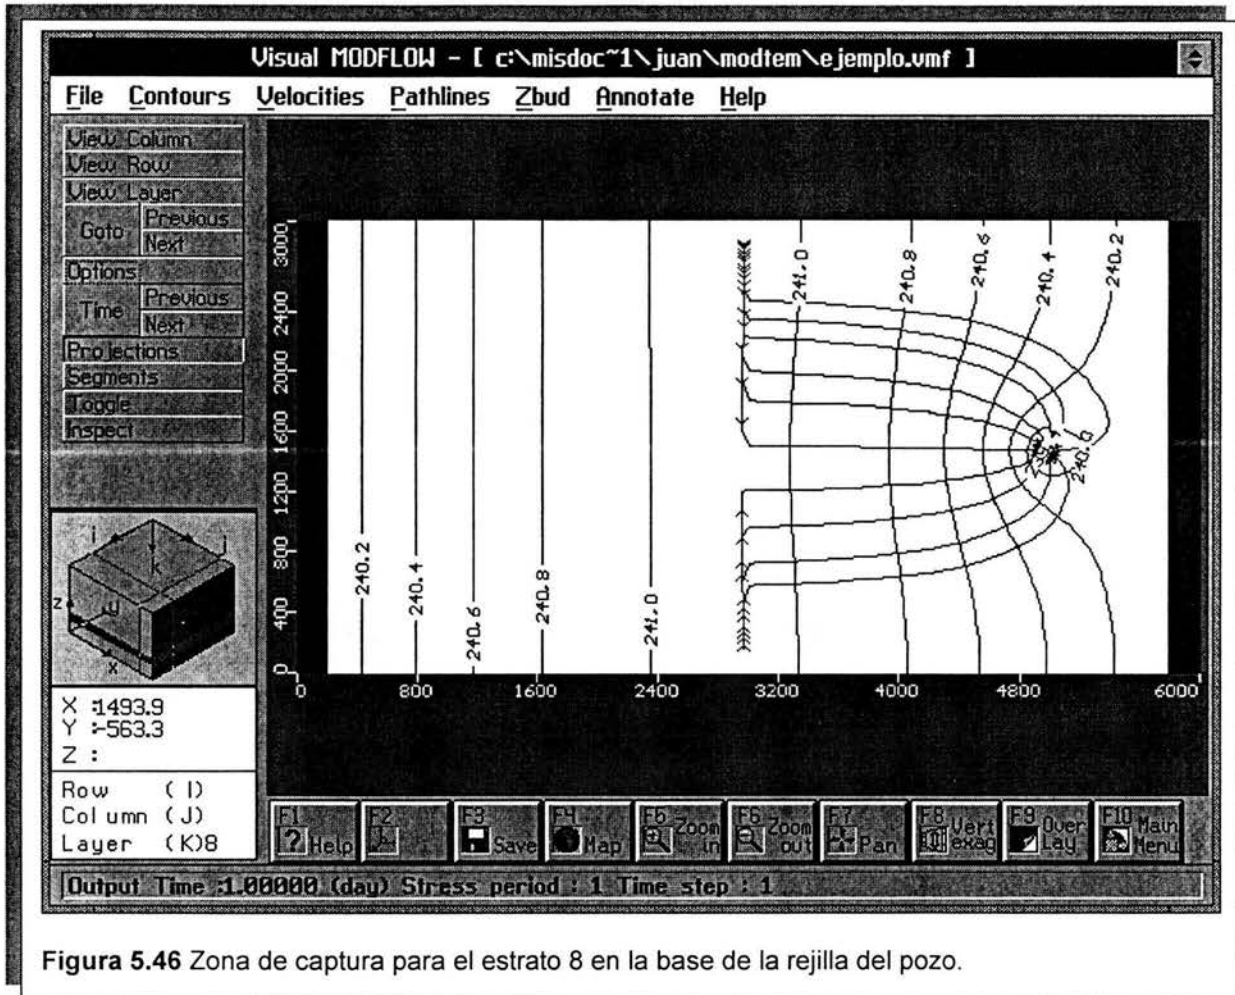 Visual MODFLOW - [ c:\misdoc~1\juan\modtem\ejemplo.vmf ]
File Contours Velocities Pathlines Zbud Annotate Help
View Column
View Row
View Layer
Goto Previous
Next
Options
Time Previous
Next
Projections
Segments
Toggle
Inspect
3000
2400
2000
1600
1200
800
400
0
240.2
240.4
240.6
240.8
241.0
241.0
240.8
240.6
240.4
240.2
240.0
0 800 1600 2400 3200 4000 4800 6000
i j k
z y x
X :1493.9
Y :-563.3
Z :
Row (I)
Column (J)
Layer (K)8
F1 Help
F2
F3 Save
F4 Map
F5 Zoom in
F6 Zoom out
F7 Pan
F8 Vert exag
F9 Over Lay
F10 Main Menu
Output Time :1.00000 (day) Stress period : 1 Time step : 1
Figura 5.46 Zona de captura para el estrato 8 en la base de la rejilla del pozo.